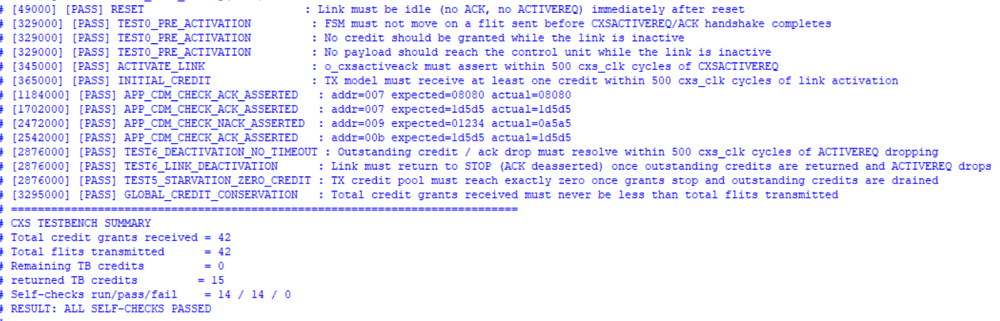 # [49000] [PASS] RESET                        : Link must be idle (no ACK, no ACTIVEREQ) immediately after reset
# [329000] [PASS] TEST0_PRE_ACTIVATION         : FSM must not move on a flit sent before CXSACTIVEREQ/ACK handshake completes
# [329000] [PASS] TEST0_PRE_ACTIVATION         : No credit should be granted while the link is inactive
# [329000] [PASS] TEST0_PRE_ACTIVATION         : No payload should reach the control unit while the link is inactive
# [345000] [PASS] ACTIVATE_LINK                : o_cxsactiveack must assert within 500 cxs_clk cycles of CXSACTIVEREQ
# [365000] [PASS] INITIAL_CREDIT               : TX model must receive at least one credit within 500 cxs_clk cycles of link activation
# [1184000] [PASS] APP_CDM_CHECK_ACK_ASSERTED   : addr=007 expected=08080 actual=08080
# [1702000] [PASS] APP_CDM_CHECK_ACK_ASSERTED   : addr=007 expected=1d5d5 actual=1d5d5
# [2472000] [PASS] APP_CDM_CHECK_NACK_ASSERTED  : addr=009 expected=01234 actual=0a5a5
# [2542000] [PASS] APP_CDM_CHECK_ACK_ASSERTED   : addr=00b expected=1d5d5 actual=1d5d5
# [2876000] [PASS] TEST6_DEACTIVATION_NO_TIMEOUT : Outstanding credit / ack drop must resolve within 500 cxs_clk cycles of ACTIVEREQ dropping
# [2876000] [PASS] TEST6_LINK_DEACTIVATION      : Link must return to STOP (ACK deasserted) once outstanding credits are returned and ACTIVEREQ drops
# [2876000] [PASS] TEST5_STARVATION_ZERO_CREDIT : TX credit pool must reach exactly zero once grants stop and outstanding credits are drained
# [3295000] [PASS] GLOBAL_CREDIT_CONSERVATION   : Total credit grants received must never be less than total flits transmitted
# ==========================================================================
# CXS TESTBENCH SUMMARY
# Total credit grants received = 42
# Total flits transmitted      = 42
# Remaining TB credits         = 0
# returned TB credits         = 15
# Self-checks run/pass/fail    = 14 / 14 / 0
# RESULT: ALL SELF-CHECKS PASSED